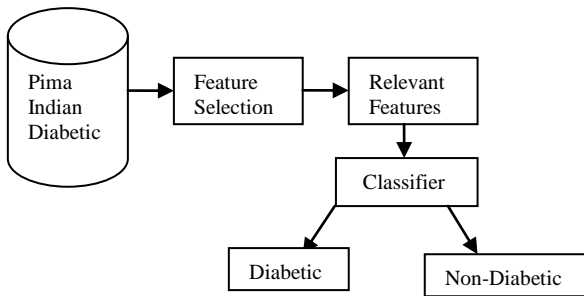 Pima
Indian
Diabetic
Feature
Selection
Relevant
Features
Classifier
Diabetic
Non-Diabetic